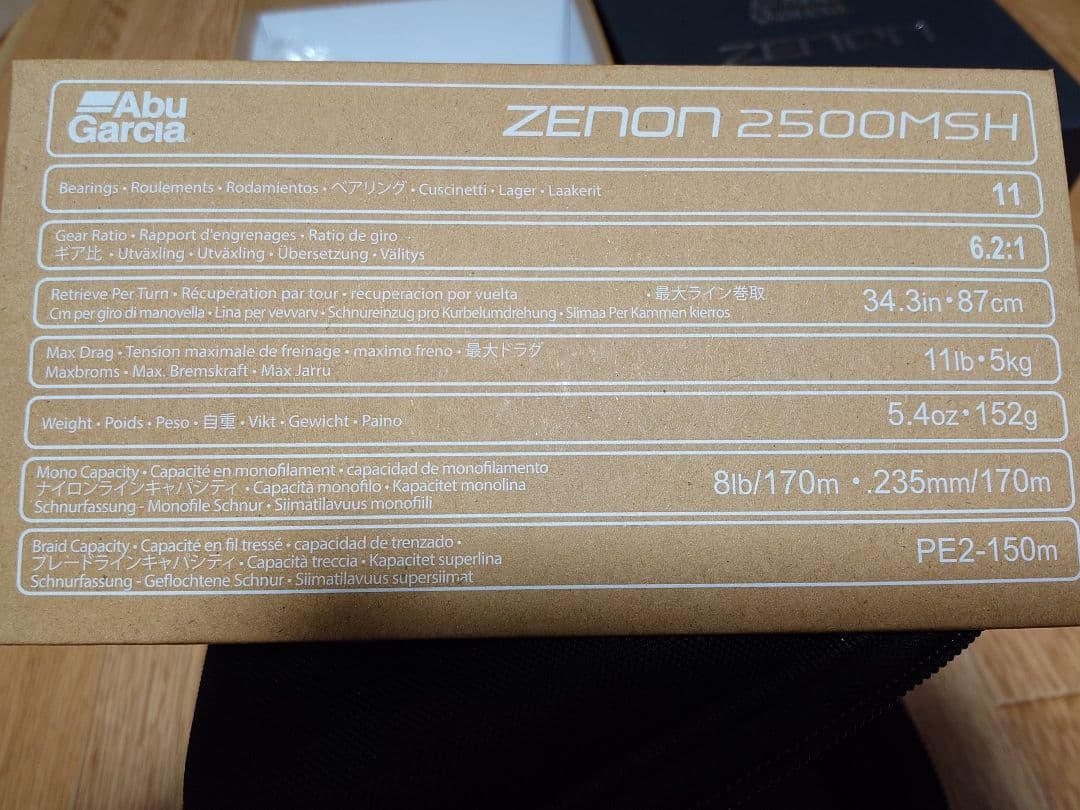 ZENON
Abu
Garcia
ZENON 2500MSH
Bearings • Roulements • Rodamientos • ベアリング • Cuscinetti • Lager • Laakerit
11
Gear Ratio • Rapport d'engrenages • Ratio de giro
ギア比 • Utväxling • Utväxling • Übersetzung • Välitys
6.2:1
Retrieve Per Turn • Récupération par tour • recuperacion por vuelta • 最大ライン巻取
Cm per giro di manovella • Lina per vevvarv • Schnureinzug pro Kurbelumdrehung • Siimaa Per Kammen kierros
34.3in • 87cm
Max Drag • Tension maximale de freinage • maximo freno • 最大ドラグ
Maxbroms • Max. Bremskraft • Max Jarru
11lb • 5kg
Weight • Poids • Peso • 自重 • Vikt • Gewicht • Paino
5.4oz • 152g
Mono Capacity • Capacité en monofilament • capacidad de monofilamento
ナイロンラインキャパシティ • Capacità monofilo • Kapacitet monolina
Schnurfassung - Monofile Schnur • Siimatilavuus monofiili
8lb/170m • .235mm/170m
Braid Capacity • Capacité en fil tressé • capacidad de trenzado •
ブレードラインキャパシティ • Capacità treccia • Kapacitet superlina
Schnurfassung - Geflochtene Schnur • Siimatilavuus supersiimat
PE2-150m